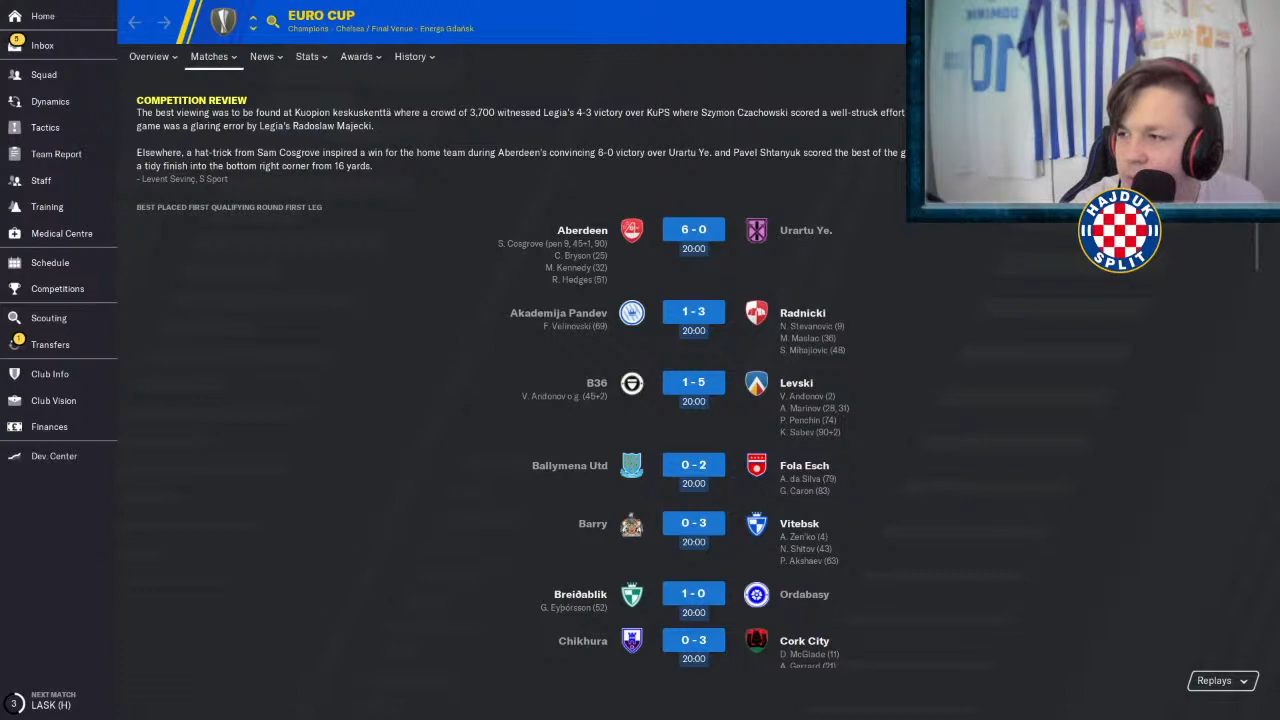 Home
Inbox
5
Squad
Dynamics
Tactics
Team Report
Staff
Training
Medical Centre
Schedule
Competitions
Scouting
Transfers
1
Club Info
Club Vision
Finances
Dev. Center
3
NEXT MATCH
LASK (H)
EURO CUP
Champions - Chelsea / Final Venue - Energa Gdańsk
Overview Matches News Stats Awards History
COMPETITION REVIEW
The best viewing was to be found at Kuopion keskuskenttä where a crowd of 3,700 witnessed Legia's 4-3 victory over KuPS where Szymon Czachowski scored a well-struck effort
game was a glaring error by Legia's Radoslaw Majecki.
Elsewhere, a hat-trick from Sam Cosgrove inspired a win for the home team during Aberdeen's convincing 6-0 victory over Urartu Ye. and Pavel Shtanyuk scored the best of the g
a tidy finish into the bottom right corner from 16 yards.
- Levent Sevinç, S Sport
BEST PLACED FIRST QUALIFYING ROUND FIRST LEG
Aberdeen 6 - 0 Urartu Ye.
S. Cosgrove (pen 9, 45+1, 90) 20:00
C. Bryson (25)
M. Kennedy (32)
R. Hedges (51)
Akademija Pandev 1 - 3 Radnicki
F. Velinovski (69) 20:00 N. Stevanovic (9)
M. Maslac (36)
S. Mihajlovic (48)
B36 1 - 5 Levski
V. Andonov o.g. (45+2) 20:00 V. Andonov (2)
A. Marinov (28, 31)
P. Penchin (74)
K. Sabev (90+2)
Ballymena Utd 0 - 2 Fola Esch
20:00 A. da Silva (79)
G. Caron (83)
Barry 0 - 3 Vitebsk
20:00 A. Zen'ko (4)
N. Shitov (43)
P. Akshaev (63)
Breiðablik 1 - 0 Ordabasy
G. Eyþórsson (52) 20:00
Chikhura 0 - 3 Cork City
20:00 D. McGlade (11)
A. Gerrard (21)
Replays
DOMINIK
10
HAJDUK
SPLIT